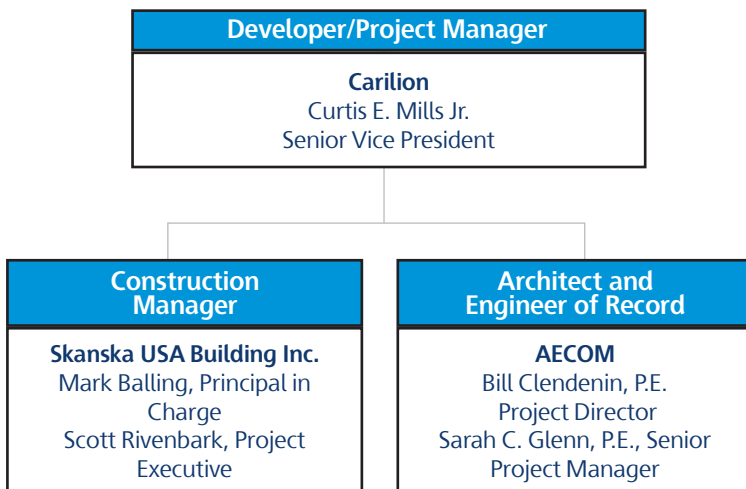 Developer/Project Manager
Carilion
Curtis E. Mills Jr.
Senior Vice President
Construction
Manager
Skanska USA Building Inc.
Mark Balling, Principal in
Charge
Scott Rivenbark, Project
Executive
Architect and
Engineer of Record
AECOM
Bill Clendenin, P.E.
Project Director
Sarah C. Glenn, P.E., Senior
Project Manager